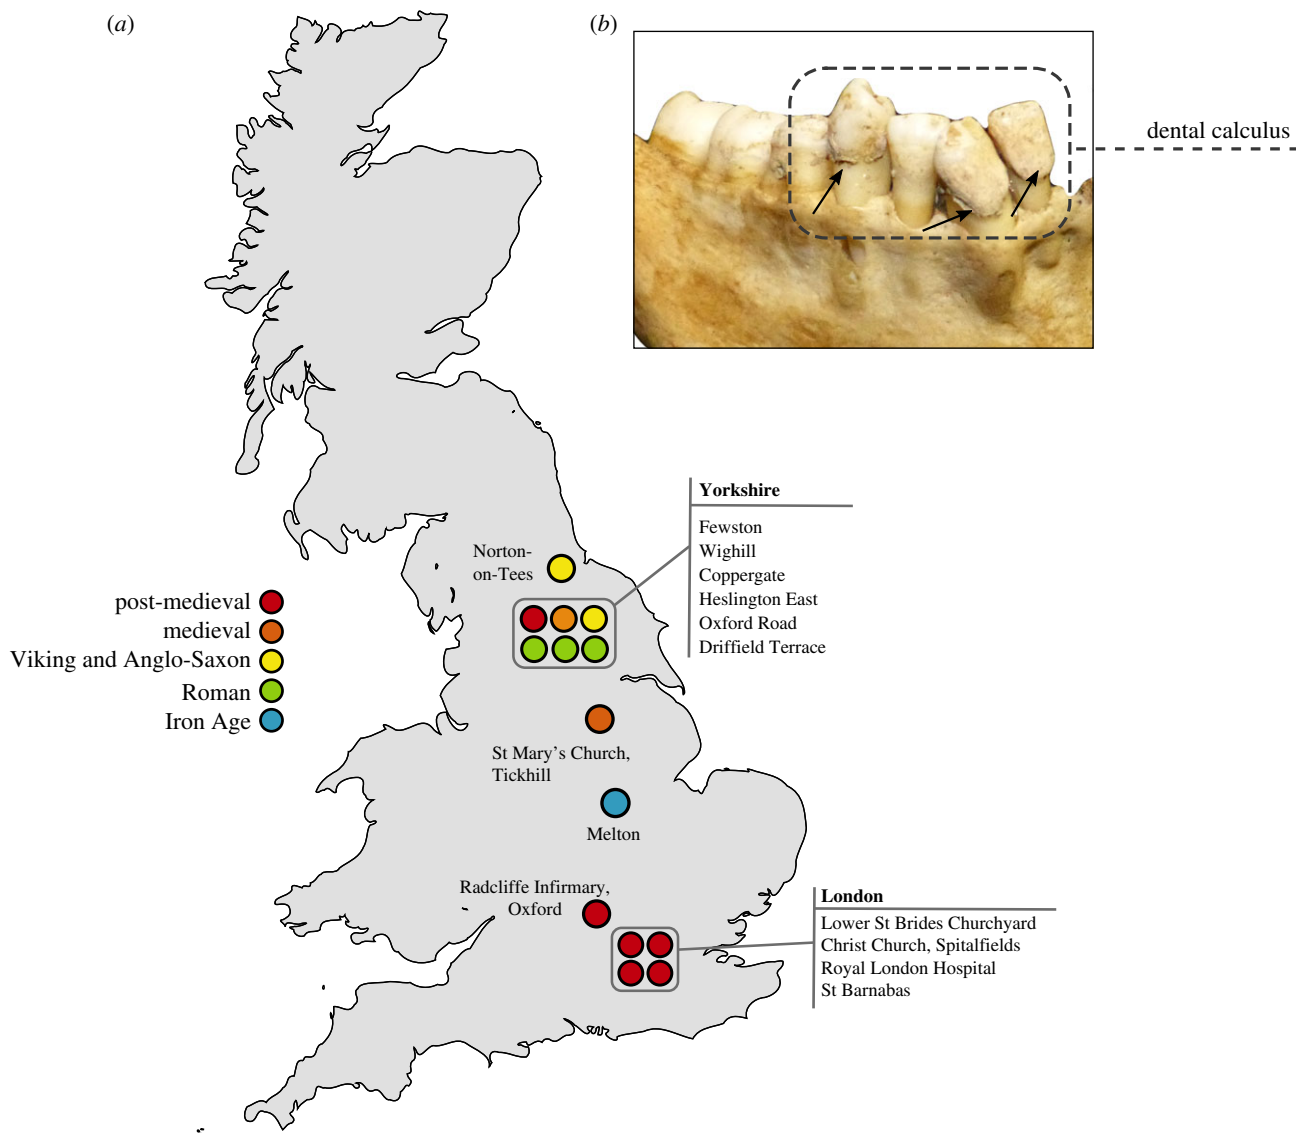 (a)
(b)
dental calculus
Yorkshire
Fewston
Wighill
Coppergate
Heslington East
Oxford Road
Driffield Terrace
Norton-
on-Tees
post-medieval
medieval
Viking and Anglo-Saxon
Roman
Iron Age
St Mary's Church,
Tickhill
Melton
Radcliffe Infirmary,
Oxford
London
Lower St Brides Churchyard
Christ Church, Spitalfields
Royal London Hospital
St Barnabas